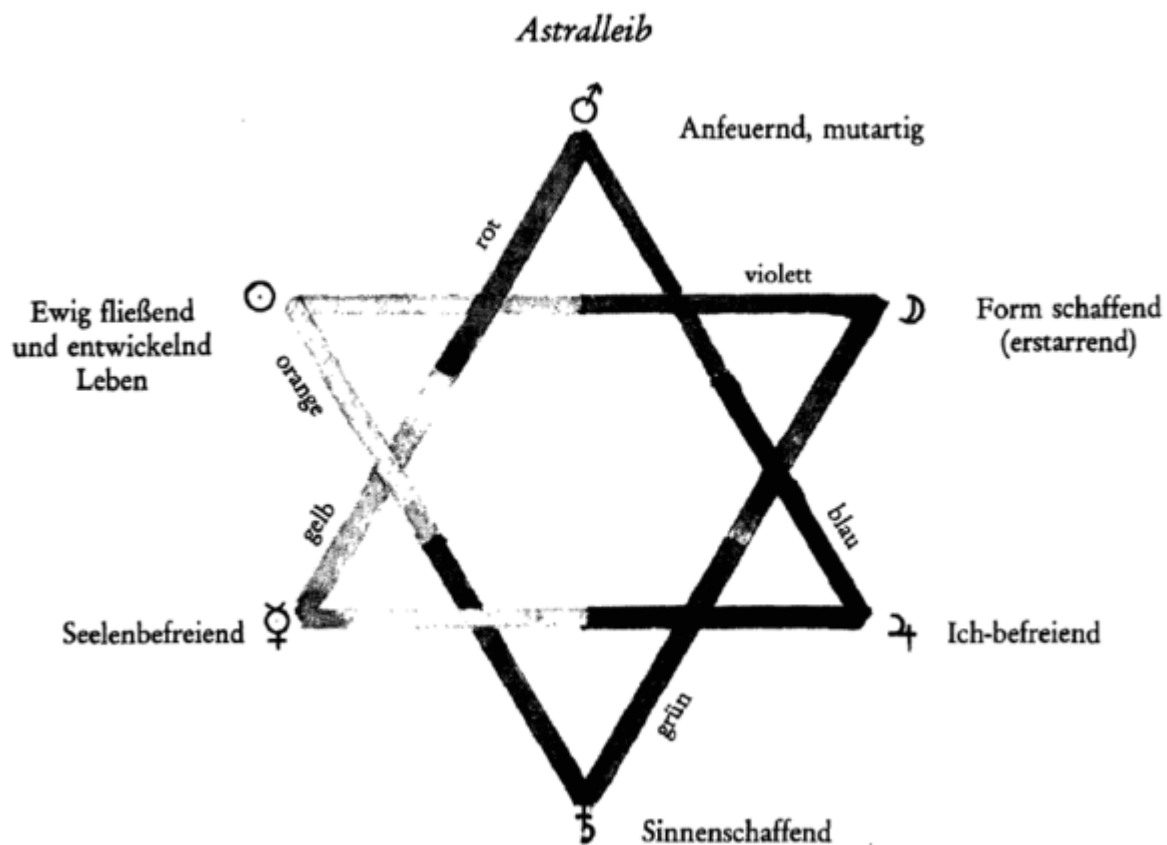 Astralleib
♂
Anfeuernd, mutartig
rot
violett
☉
☽
Ewig fließend
und entwickelnd
Leben
Form schaffend
(erstarrend)
orange
gelb
blau
Seelenbefreiend
☿
♃
Ich-befreiend
grün
♄
Sinnenschaffend